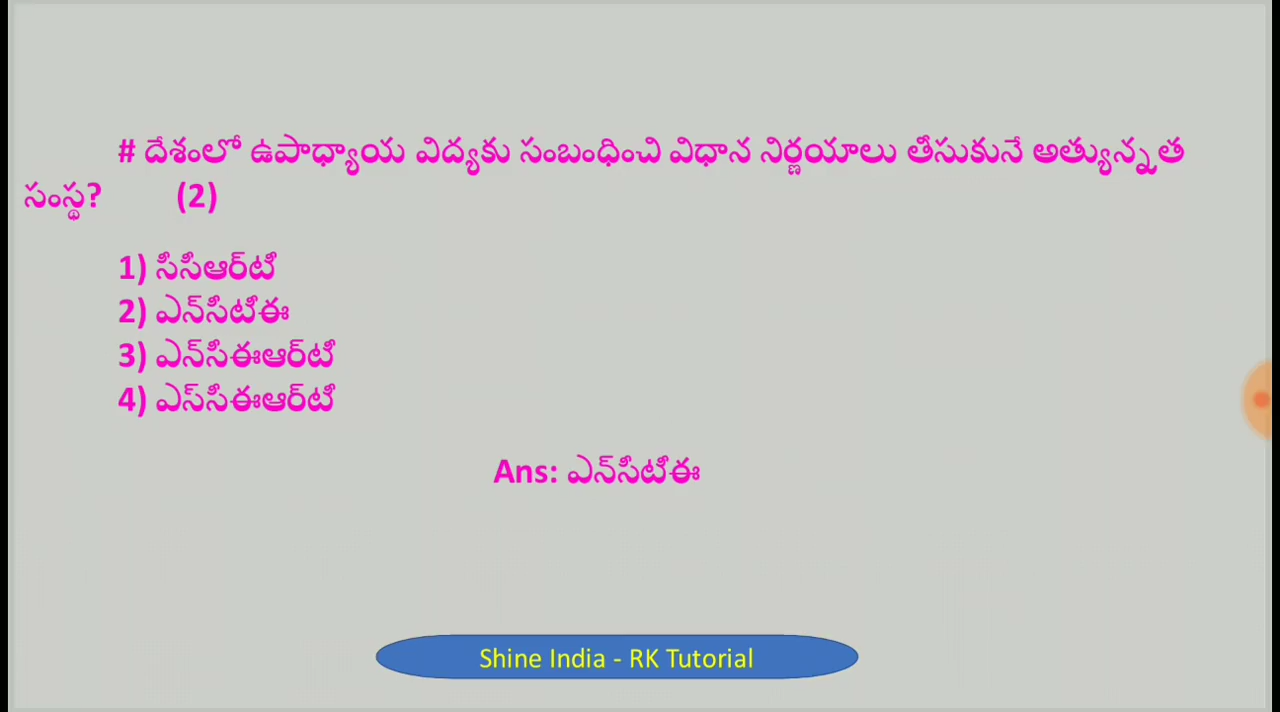 # దేశంలో ఉపాధ్యాయ విద్యకు సంబంధించి విధాన నిర్ణయాలు తీసుకునే అత్యున్నత
సంస్థ? (2)
1) సీసీఆర్‌టీ
2) ఎన్‌సీటీఈ
3) ఎన్‌సీఈఆర్‌టీ
4) ఎస్‌సీఈఆర్‌టీ
Ans: ఎన్‌సీటీఈ
Shine India - RK Tutorial